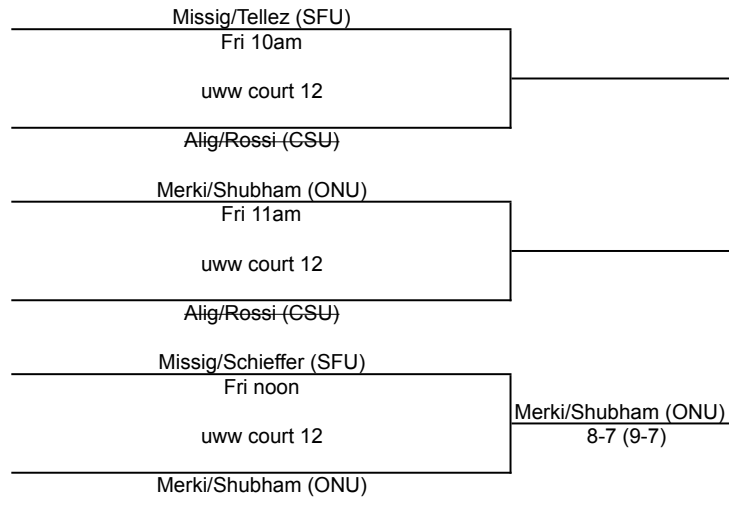 Missig/Tellez (SFU)
Fri 10am
uww court 12
Alig/Rossi (CSU)
Merki/Shubham (ONU)
Fri 11am
uww court 12
Alig/Rossi (CSU)
Missig/Schieffer (SFU)
Fri noon
Merki/Shubham (ONU)
uww court 12
8-7 (9-7)
Merki/Shubham (ONU)